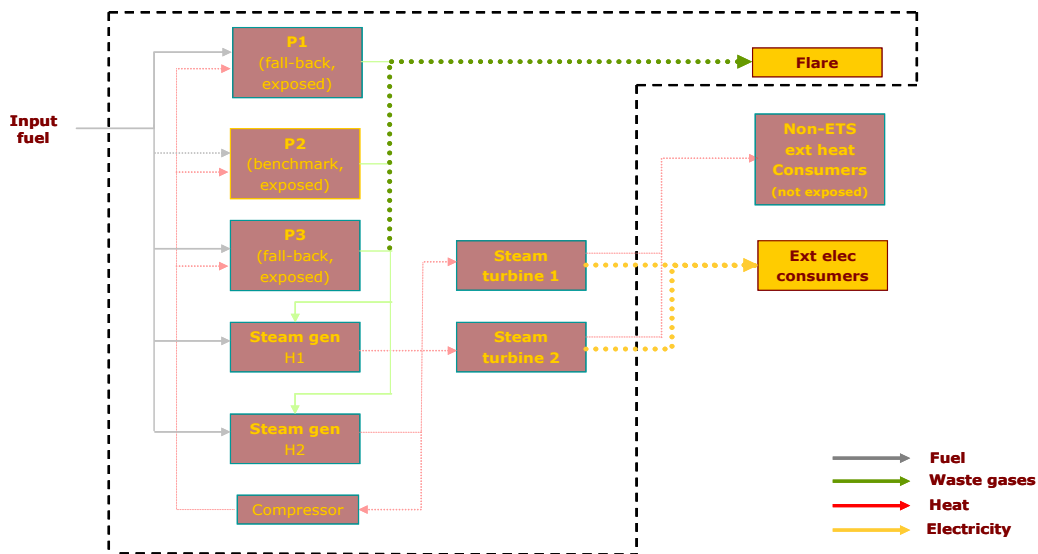 P1
(fall-back,
exposed)
Flare
Input
fuel
P2
(benchmark,
exposed)
Non-ETS
ext heat
Consumers
(not exposed)
P3
(fall-back,
exposed)
Steam
turbine 1
Ext elec
consumers
Steam gen
H1
Steam
turbine 2
Steam gen
H2
Compressor
Fuel
Waste gases
Heat
Electricity